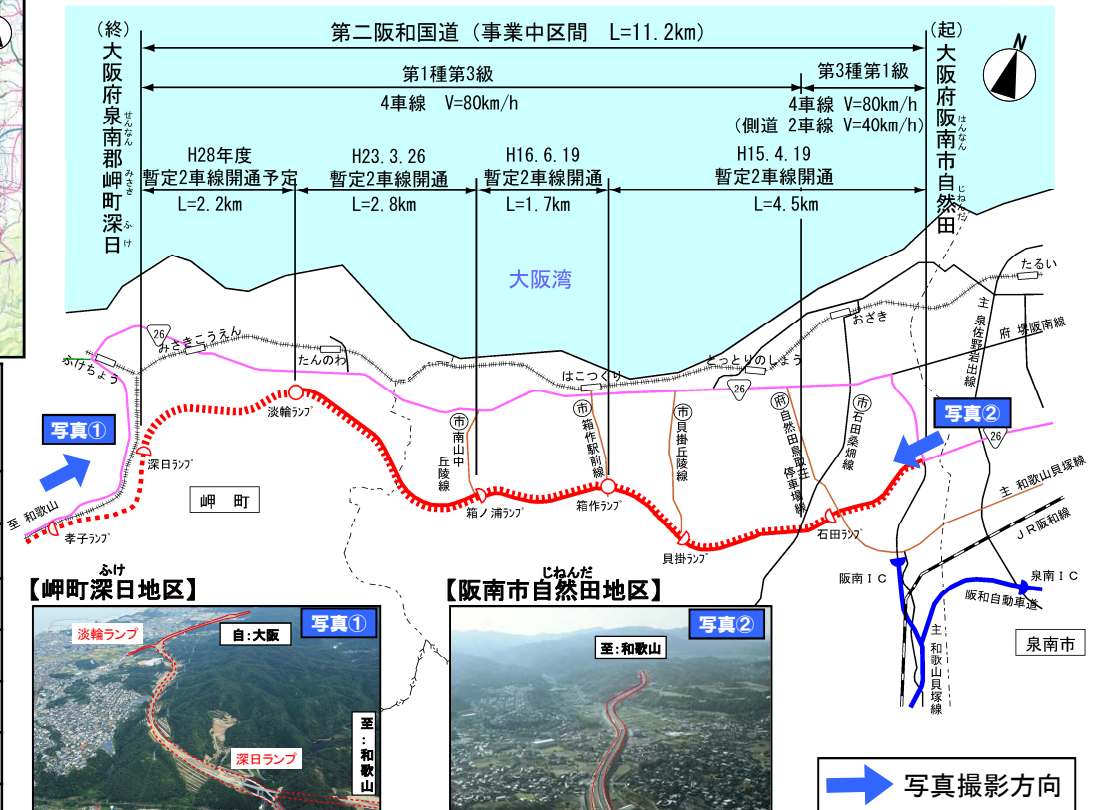 第二阪和国道（事業中区間　L=11.2km）
（終）
大阪府泉南郡岬町深日
せんなん
みさき
ふけ
（起）
大阪府阪南市自然田
はんなん
じねんだ
N
第1種第3級
4車線　V=80km/h
第3種第1級
4車線 V=80km/h
（側道 2車線 V=40km/h）
H28年度
暫定2車線開通予定
L=2.2km
H23.3.26
暫定2車線開通
L=2.8km
H16.6.19
暫定2車線開通
L=1.7km
H15.4.19
暫定2車線開通
L=4.5km
大阪湾
たるい
おざき
とっとりのしょう
はこつくり
たんのわ
みさきこうえん
ふけちょう
26
26
26
主 泉佐野岩出線
府 堺阪南線
写真①
写真②
淡輪ﾗﾝﾌﾟ
深日ﾗﾝﾌﾟ
孝子ﾗﾝﾌﾟ
至 和歌山
岬　町
市 南山中丘陵線
市 箱作駅前線
市 貝掛丘陵線
府 自然田鳥取荘停車場線
市 石田桑畑線
箱ノ浦ﾗﾝﾌﾟ
箱作ﾗﾝﾌﾟ
貝掛ﾗﾝﾌﾟ
石田ﾗﾝﾌﾟ
主 和歌山貝塚線
ＪＲ阪和線
阪南ＩＣ
泉南ＩＣ
阪和自動車道
主 和歌山貝塚線
泉南市
ふけ
【岬町深日地区】
淡輪ランプ
自：大阪
写真①
深日ランプ
至：和歌山
じねんだ
【阪南市自然田地区】
写真②
至：和歌山
写真撮影方向